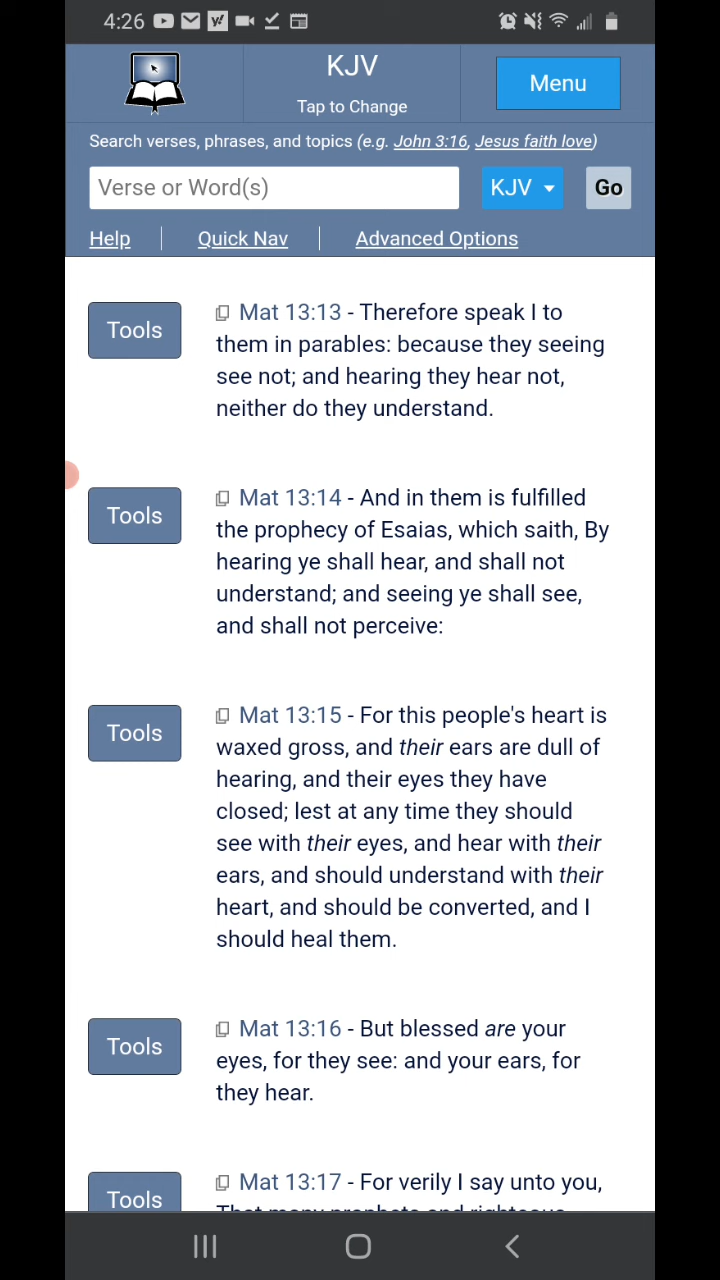 4:26
KJV
Tap to Change
Menu
Search verses, phrases, and topics (e.g. John 3:16, Jesus faith love)
Verse or Word(s)
KJV
Go
Help
Quick Nav
Advanced Options
Tools
Mat 13:13 - Therefore speak I to
them in parables: because they seeing
see not; and hearing they hear not,
neither do they understand.
Tools
Mat 13:14 - And in them is fulfilled
the prophecy of Esaias, which saith, By
hearing ye shall hear, and shall not
understand; and seeing ye shall see,
and shall not perceive:
Tools
Mat 13:15 - For this people's heart is
waxed gross, and their ears are dull of
hearing, and their eyes they have
closed; lest at any time they should
see with their eyes, and hear with their
ears, and should understand with their
heart, and should be converted, and I
should heal them.
Tools
Mat 13:16 - But blessed are your
eyes, for they see: and your ears, for
they hear.
Tools
Mat 13:17 - For verily I say unto you,
That many prophets and righteous